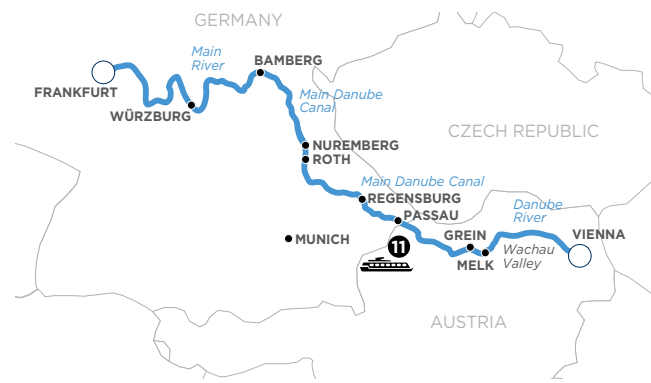 GERMANY
Main
River
BAMBERG
FRANKFURT
Main Danube
Canal
WÜRZBURG
CZECH REPUBLIC
NUREMBERG
ROTH
Main Danube Canal
REGENSBURG
PASSAU
Danube
River
MUNICH
11
GREIN
VIENNA
MELK
Wachau
Valley
AUSTRIA